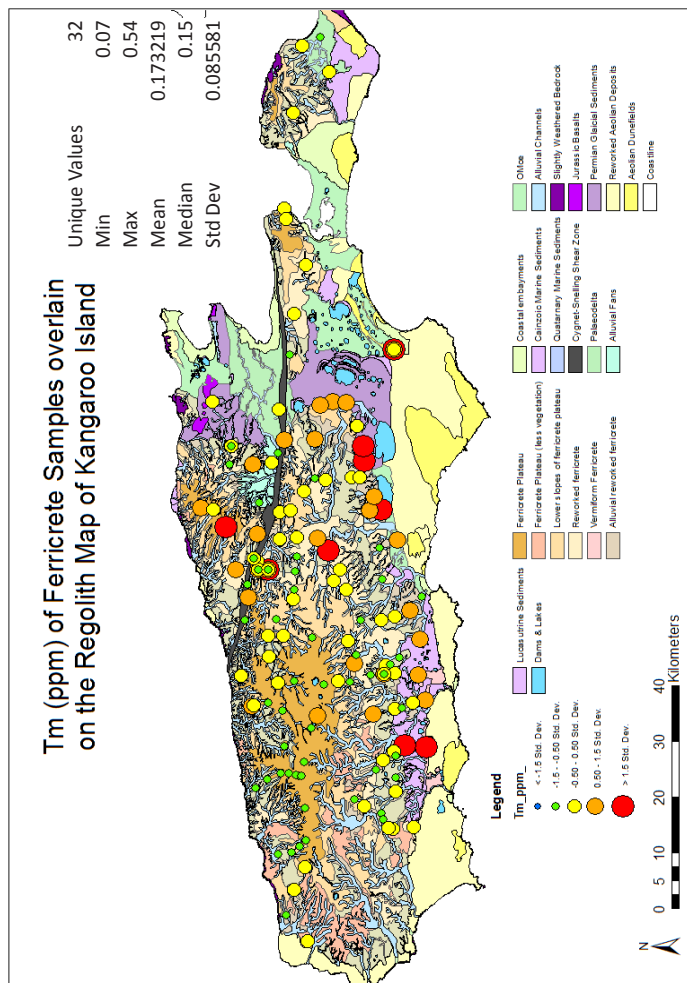 Tm (ppm) of Ferricrete Samples overlain
on the Regolith Map of Kangaroo Island
Unique Values 32
Min 0.07
Max 0.54
Mean 0.173219
Median 0.15
Std Dev 0.085581
Legend
Tm_ppm_
< -1.5 Std. Dev.
-1.5 - -0.50 Std. Dev.
-0.50 - 0.50 Std. Dev.
0.50 - 1.5 Std. Dev.
> 1.5 Std. Dev.
Lucasutrine Sediments
Dams & Lakes
Ferricrete Plateau
Ferricrete Plateau (less vegetation)
Lower slopes of ferricrete plateau
Reworked ferricrete
Vermiform Ferricrete
Alluvial reworked ferricrete
Coastal embayments
Cainzoic Marine Sediments
Quatarnary Marine Sediments
Cygnet-Snelling Shear Zone
Palaeodelta
Alluvial Fans
OMce
Alluvial Channels
Slightly Weathered Bedrock
Jurassic Basalts
Permian Glacial Sediments
Reworked Aeolian Deposits
Aeolian Dunefields
Coastline
N
0 5 10 20 30 40
Kilometers